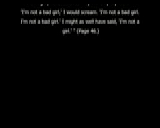 'I'm not a bad girl,' I would scream. 'I'm not a bad girl.
I'm not a bad girl.' I might as well have said, 'I'm not a
girl.' " (Page 46.)